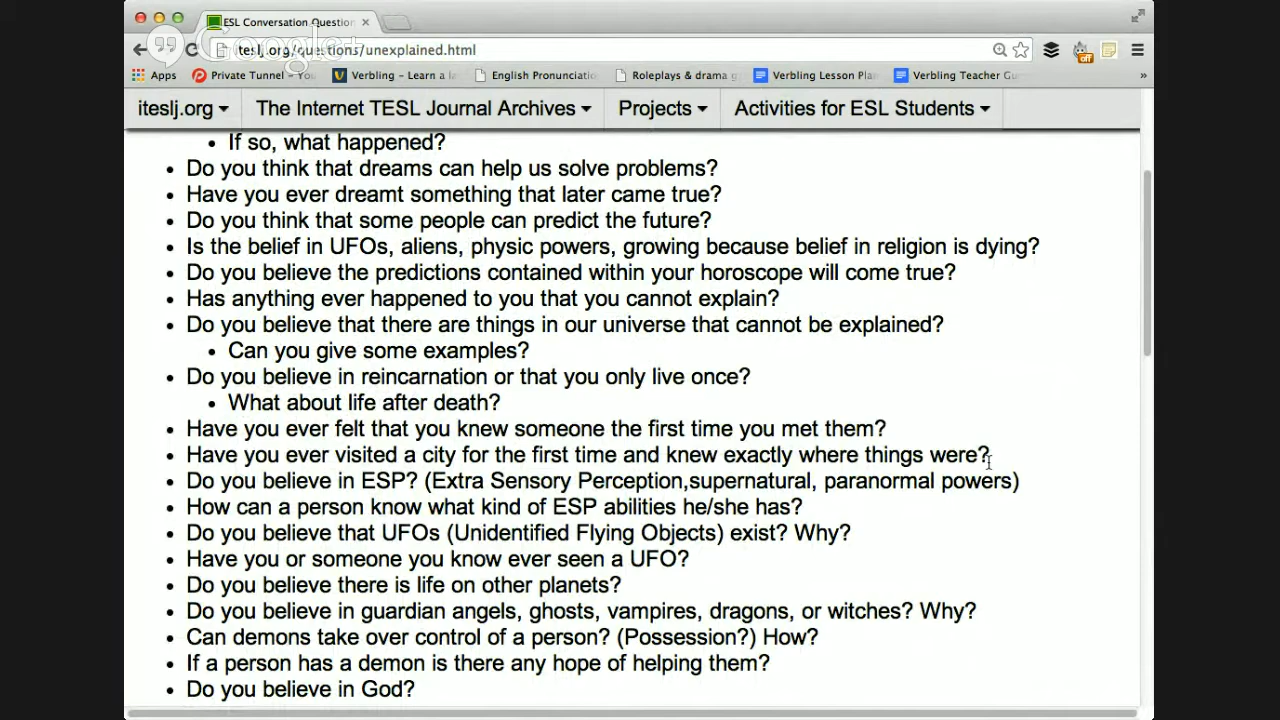 ESL Conversation Question
Google+
iteslj.org/questions/unexplained.html
Apps
Private Tunnel – Yo
Verbling – Learn a la
English Pronunciatio
Roleplays & drama g
Verbling Lesson Plan
Verbling Teacher Gu
off
iteslj.org
The Internet TESL Journal Archives
Projects
Activities for ESL Students
• If so, what happened?
• Do you think that dreams can help us solve problems?
• Have you ever dreamt something that later came true?
• Do you think that some people can predict the future?
• Is the belief in UFOs, aliens, physic powers, growing because belief in religion is dying?
• Do you believe the predictions contained within your horoscope will come true?
• Has anything ever happened to you that you cannot explain?
• Do you believe that there are things in our universe that cannot be explained?
• Can you give some examples?
• Do you believe in reincarnation or that you only live once?
• What about life after death?
• Have you ever felt that you knew someone the first time you met them?
• Have you ever visited a city for the first time and knew exactly where things were?
• Do you believe in ESP? (Extra Sensory Perception,supernatural, paranormal powers)
• How can a person know what kind of ESP abilities he/she has?
• Do you believe that UFOs (Unidentified Flying Objects) exist? Why?
• Have you or someone you know ever seen a UFO?
• Do you believe there is life on other planets?
• Do you believe in guardian angels, ghosts, vampires, dragons, or witches? Why?
• Can demons take over control of a person? (Possession?) How?
• If a person has a demon is there any hope of helping them?
• Do you believe in God?